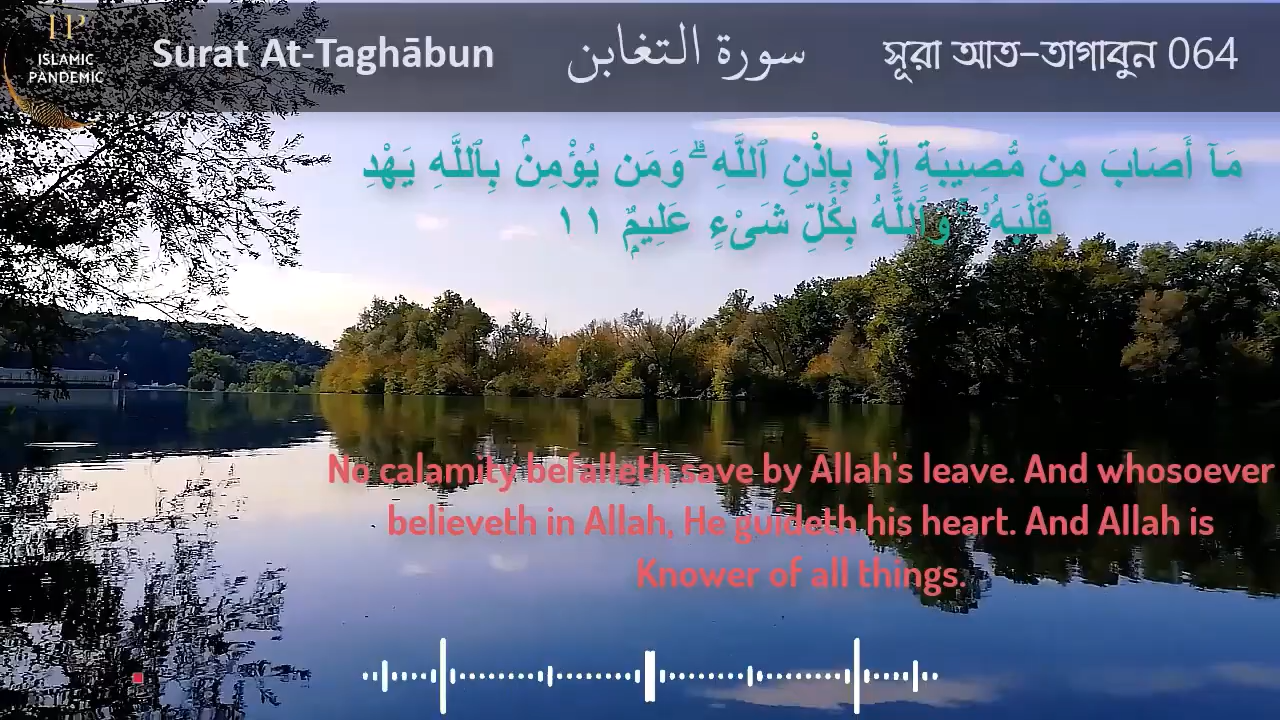 IP
ISLAMIC
PANDEMIC
Surat At-Taghābun سورة التغابن সূরা আত-তাগাবুন 064
مَآ أَصَابَ مِن مُّصِيبَةٍ إِلَّا بِإِذْنِ ٱللَّهِ ۗ وَمَن يُؤْمِنۢ بِٱللَّهِ يَهْدِ
قَلْبَهُۥ ۚ وَٱللَّهُ بِكُلِّ شَىْءٍ عَلِيمٌۭ ١١
No calamity befalleth save by Allah's leave. And whosoever
believeth in Allah, He guideth his heart. And Allah is
Knower of all things.